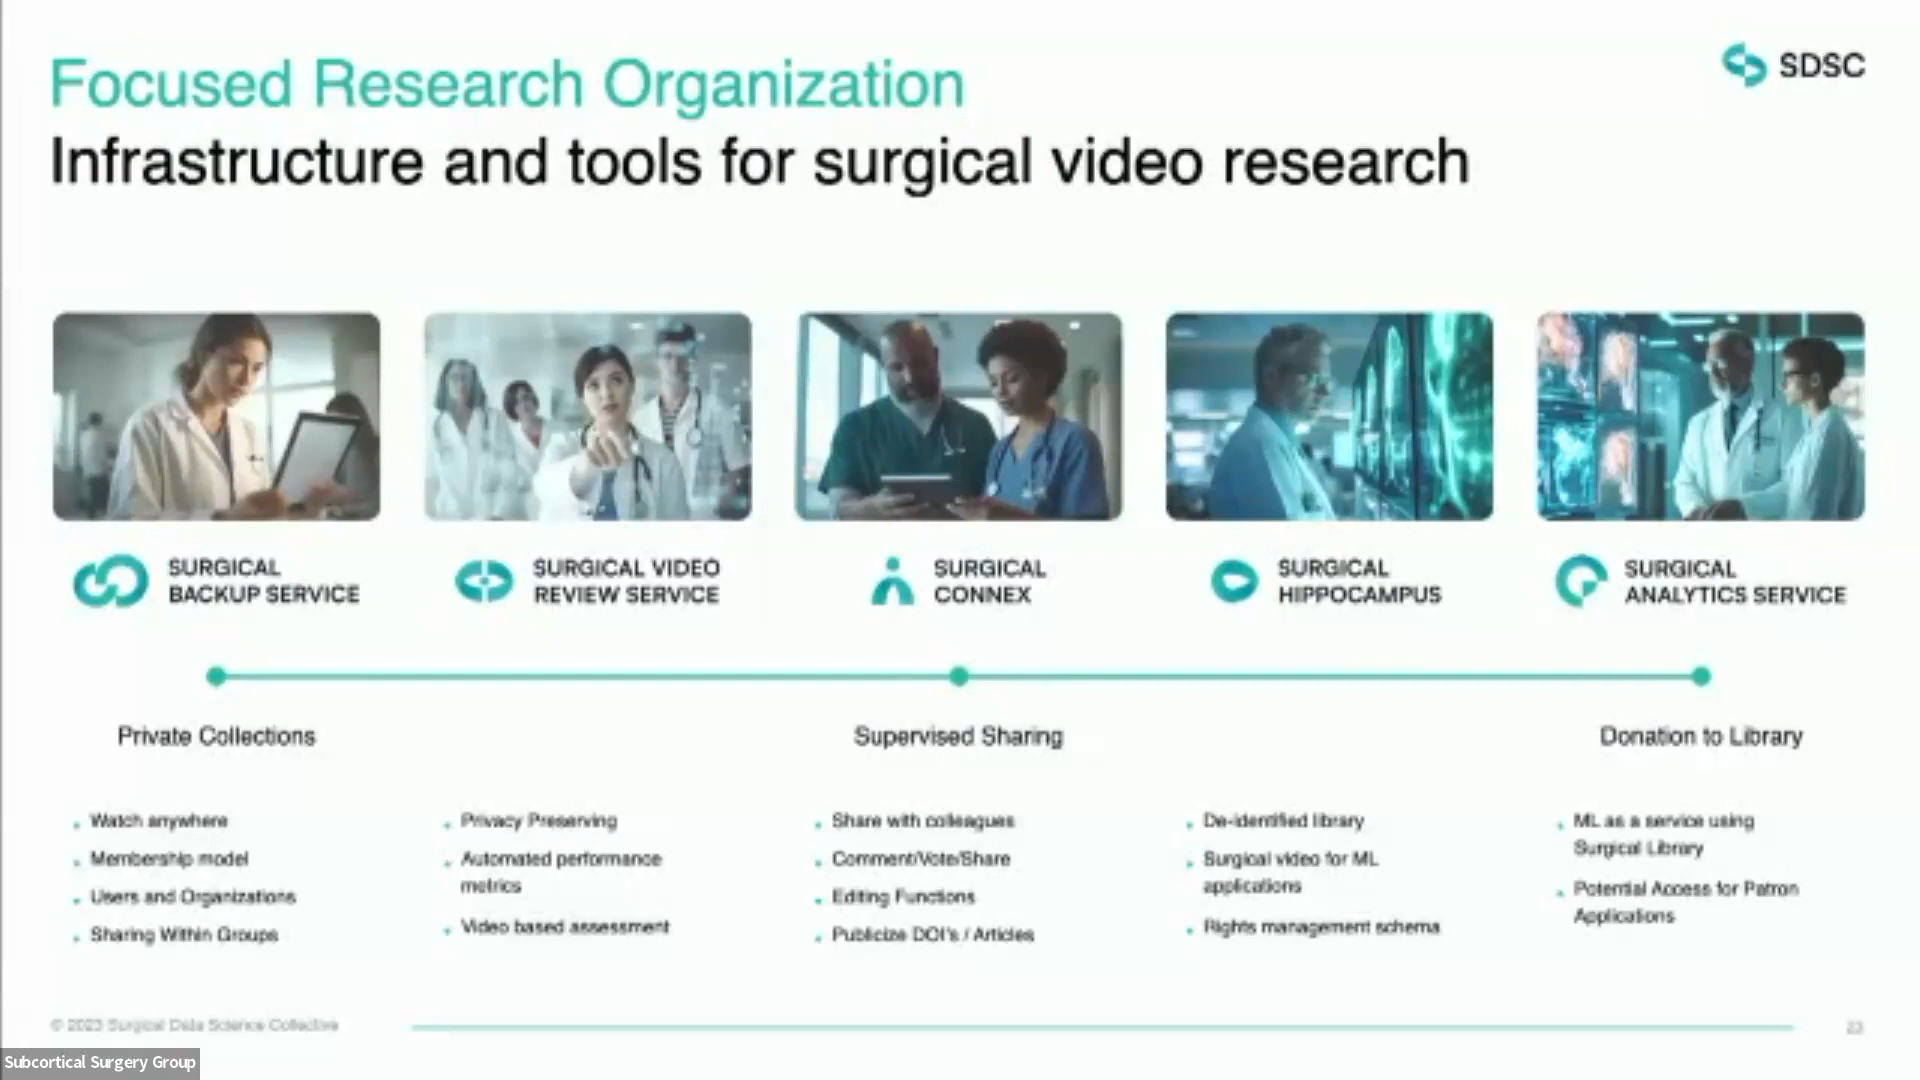 Focused Research Organization
SDSC
Infrastructure and tools for surgical video research
SURGICAL
BACKUP SERVICE
SURGICAL VIDEO
REVIEW SERVICE
SURGICAL
CONNEX
SURGICAL
HIPPOCAMPUS
SURGICAL
ANALYTICS SERVICE
Private Collections
Supervised Sharing
Donation to Library
Watch anywhere
Membership model
Users and Organizations
Sharing Within Groups
Privacy Preserving
Automated performance
metrics
Video based assessment
Share with colleagues
Comment/Vote/Share
Editing Functions
Publicize DOI's / Articles
De-identified library
Surgical video for ML
applications
Rights management schema
ML as a service using
Surgical Library
Potential Access for Patron
Applications
© 2023 Surgical Data Science Collective
Subcortical Surgery Group